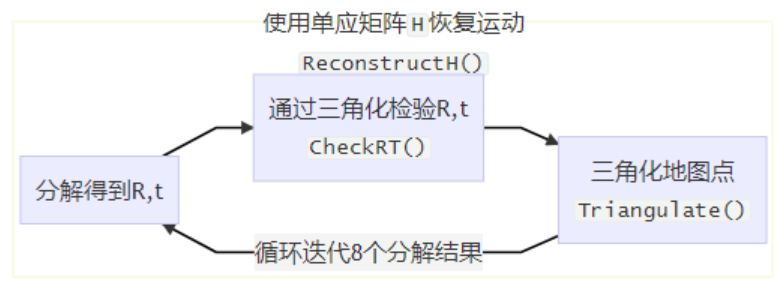 使用单应矩阵H恢复运动
ReconstructH()
通过三角化检验R,t
CheckRT()
三角化地图点
Triangulate()
分解得到R,t
循环迭代8个分解结果